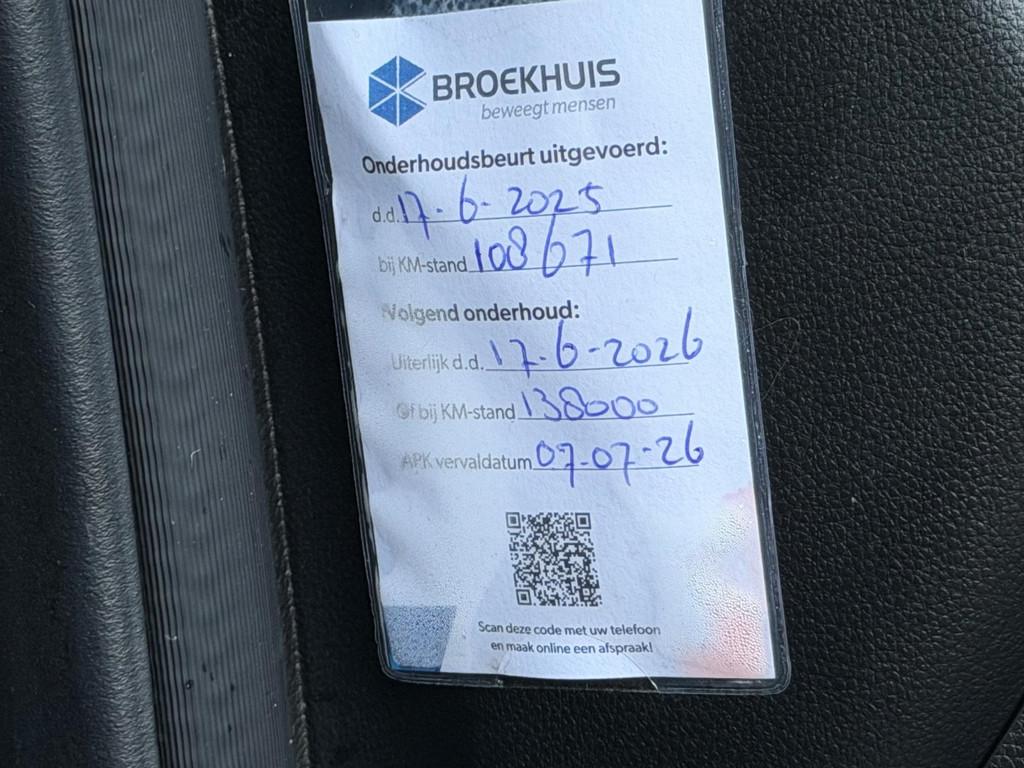 BROEKHUIS
beweegt mensen
Onderhoudsbeurt uitgevoerd:
d.d. 17-6-2025
bij KM-stand 108671
Volgend onderhoud:
Uiterlijk d.d. 17-6-2026
Of bij KM-stand 138000
APK vervaldatum 07-07-26
Scan deze code met uw telefoon
en maak online een afspraak!